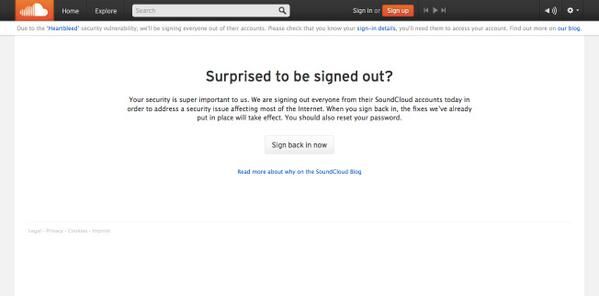 Home Explore Search Sign in or Sign up
Due to the 'Heartbleed' security vulnerability, we'll be signing everyone out of their accounts. Please check that you know your sign-in details, you'll need them to access your account. Find out more on our blog.
Surprised to be signed out?
Your security is super important to us. We are signing out everyone from their SoundCloud accounts today in
order to address a security issue affecting most of the Internet. When you sign back in, the fixes we've already
put in place will take effect. You should also reset your password.
Sign back in now
Read more about why on the SoundCloud Blog
Legal - Privacy - Cookies - Imprint